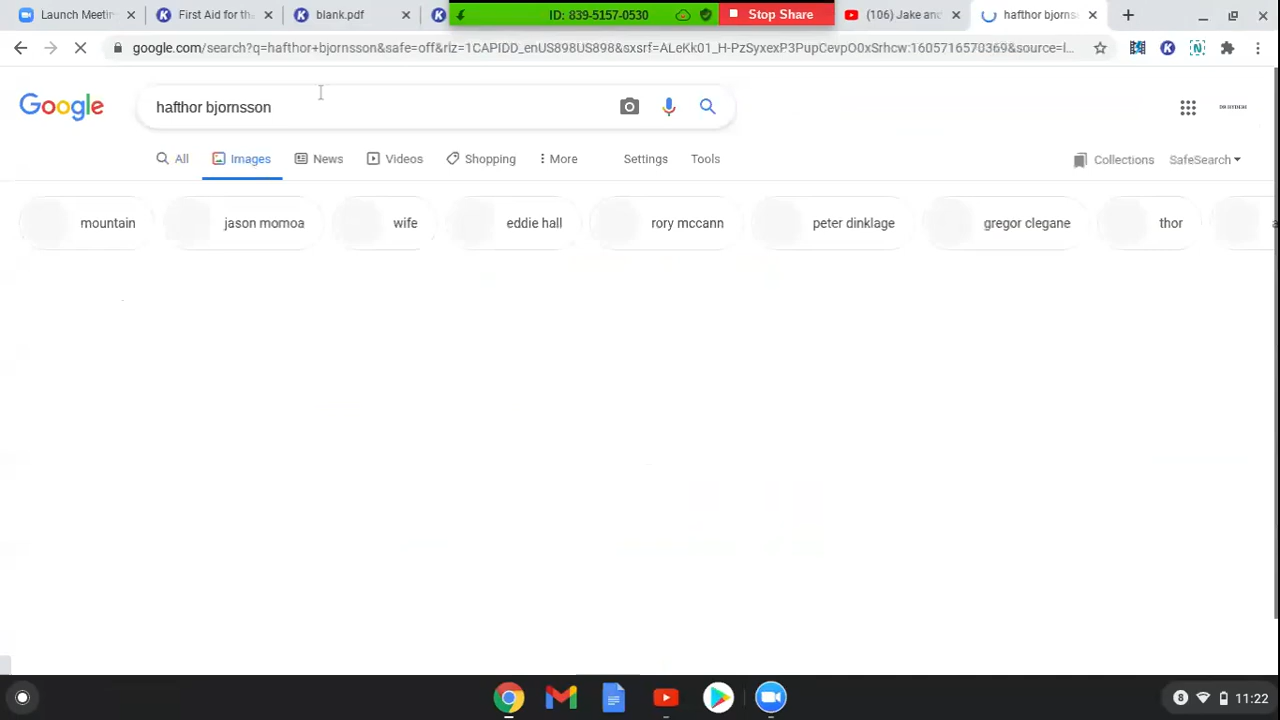 Launch Meeti
First Aid for th
blank.pdf
ID: 839-5157-0530
Stop Share
(106) Jake and
hafthor bjorns
google.com/search?q=hafthor+bjornsson&safe=off&rlz=1CAPIDD_enUS898US898&sxsrf=ALeKk01_H-PzSyxexP3PupCevpO0xSrhcw:1605716570369&source=l...
Google
hafthor bjornsson
All
Images
News
Videos
Shopping
More
Settings
Tools
Collections
SafeSearch
mountain
jason momoa
wife
eddie hall
rory mccann
peter dinklage
gregor clegane
thor
8
11:22